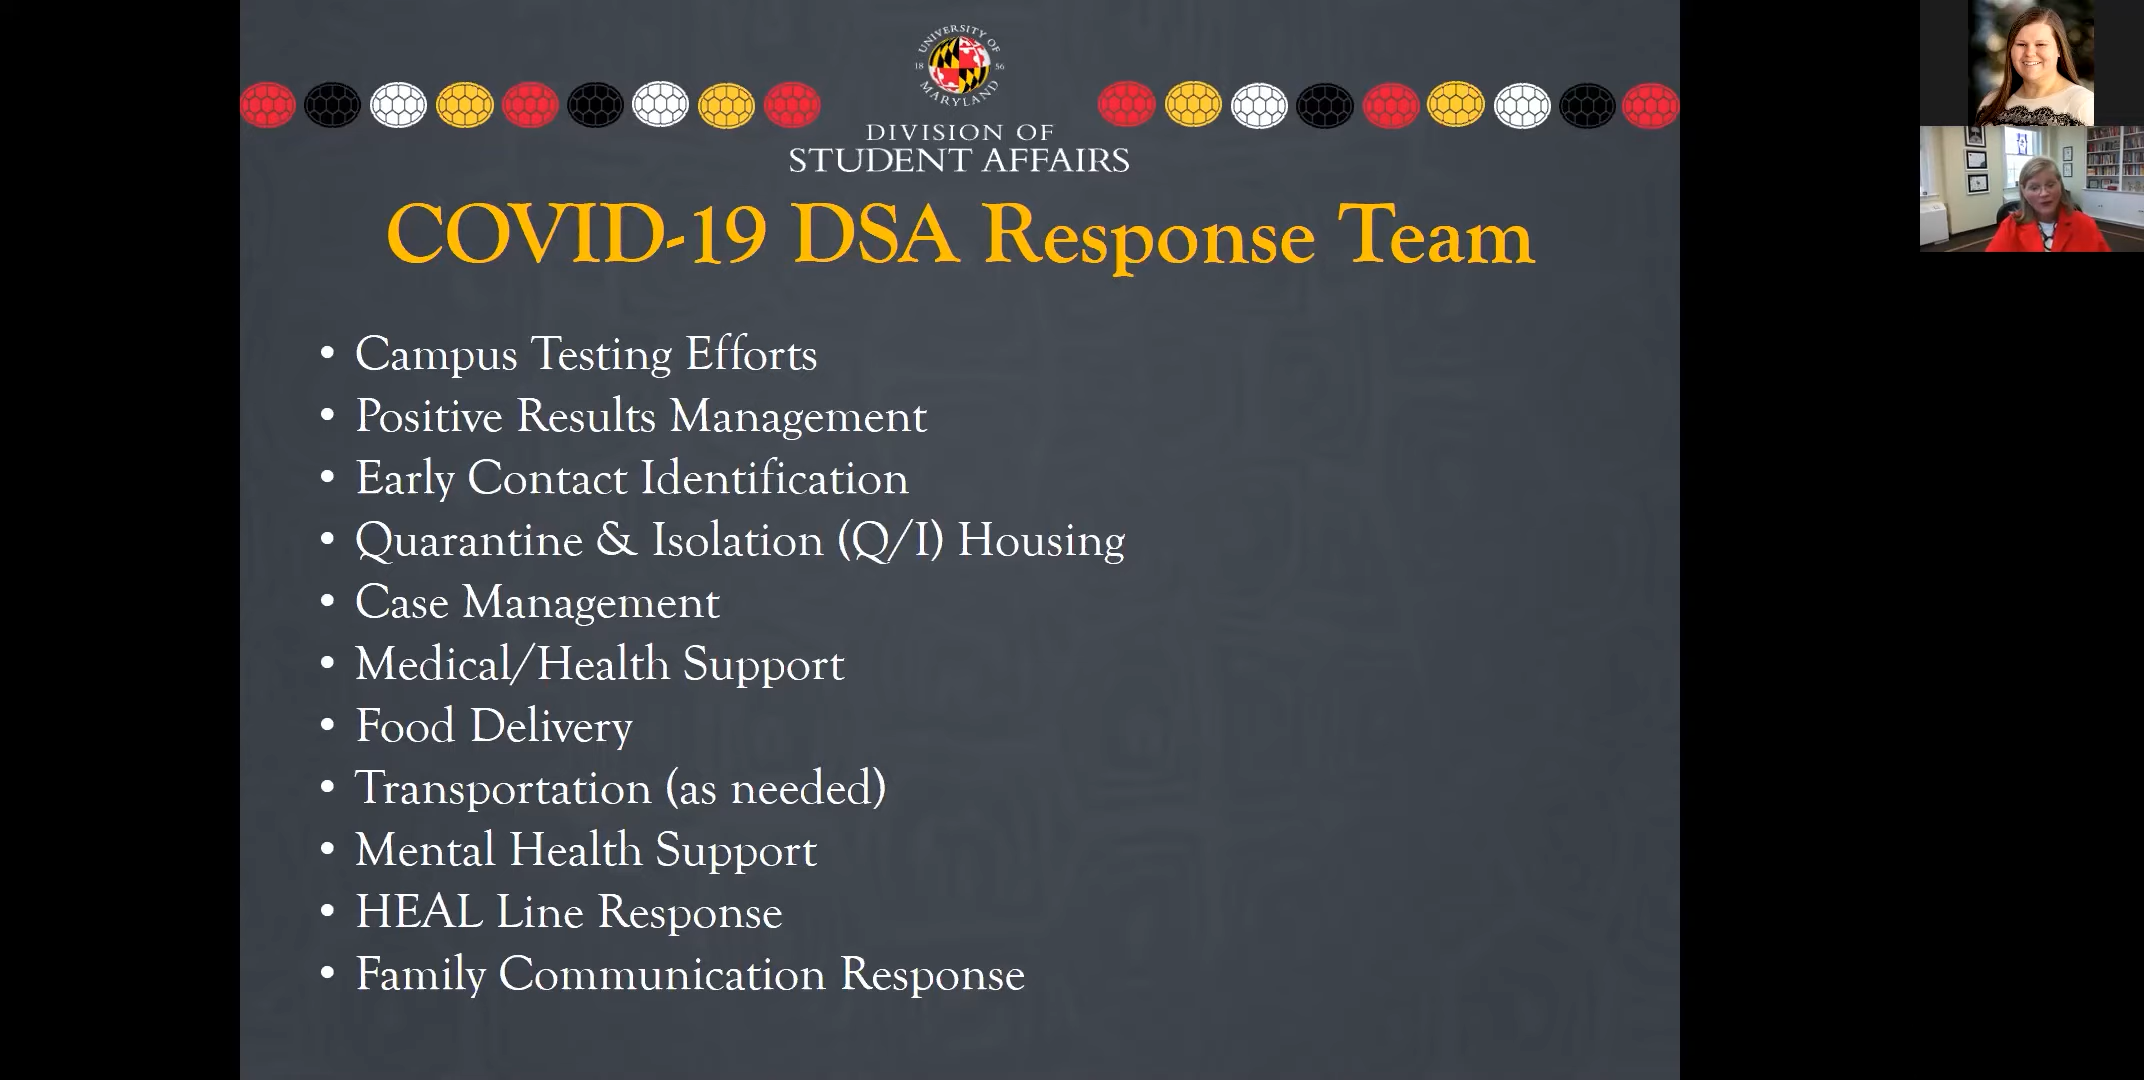 UNIVERSITY OF
18 56
MARYLAND
DIVISION OF
STUDENT AFFAIRS
COVID-19 DSA Response Team
• Campus Testing Efforts
• Positive Results Management
• Early Contact Identification
• Quarantine & Isolation (Q/I) Housing
• Case Management
• Medical/Health Support
• Food Delivery
• Transportation (as needed)
• Mental Health Support
• HEAL Line Response
• Family Communication Response